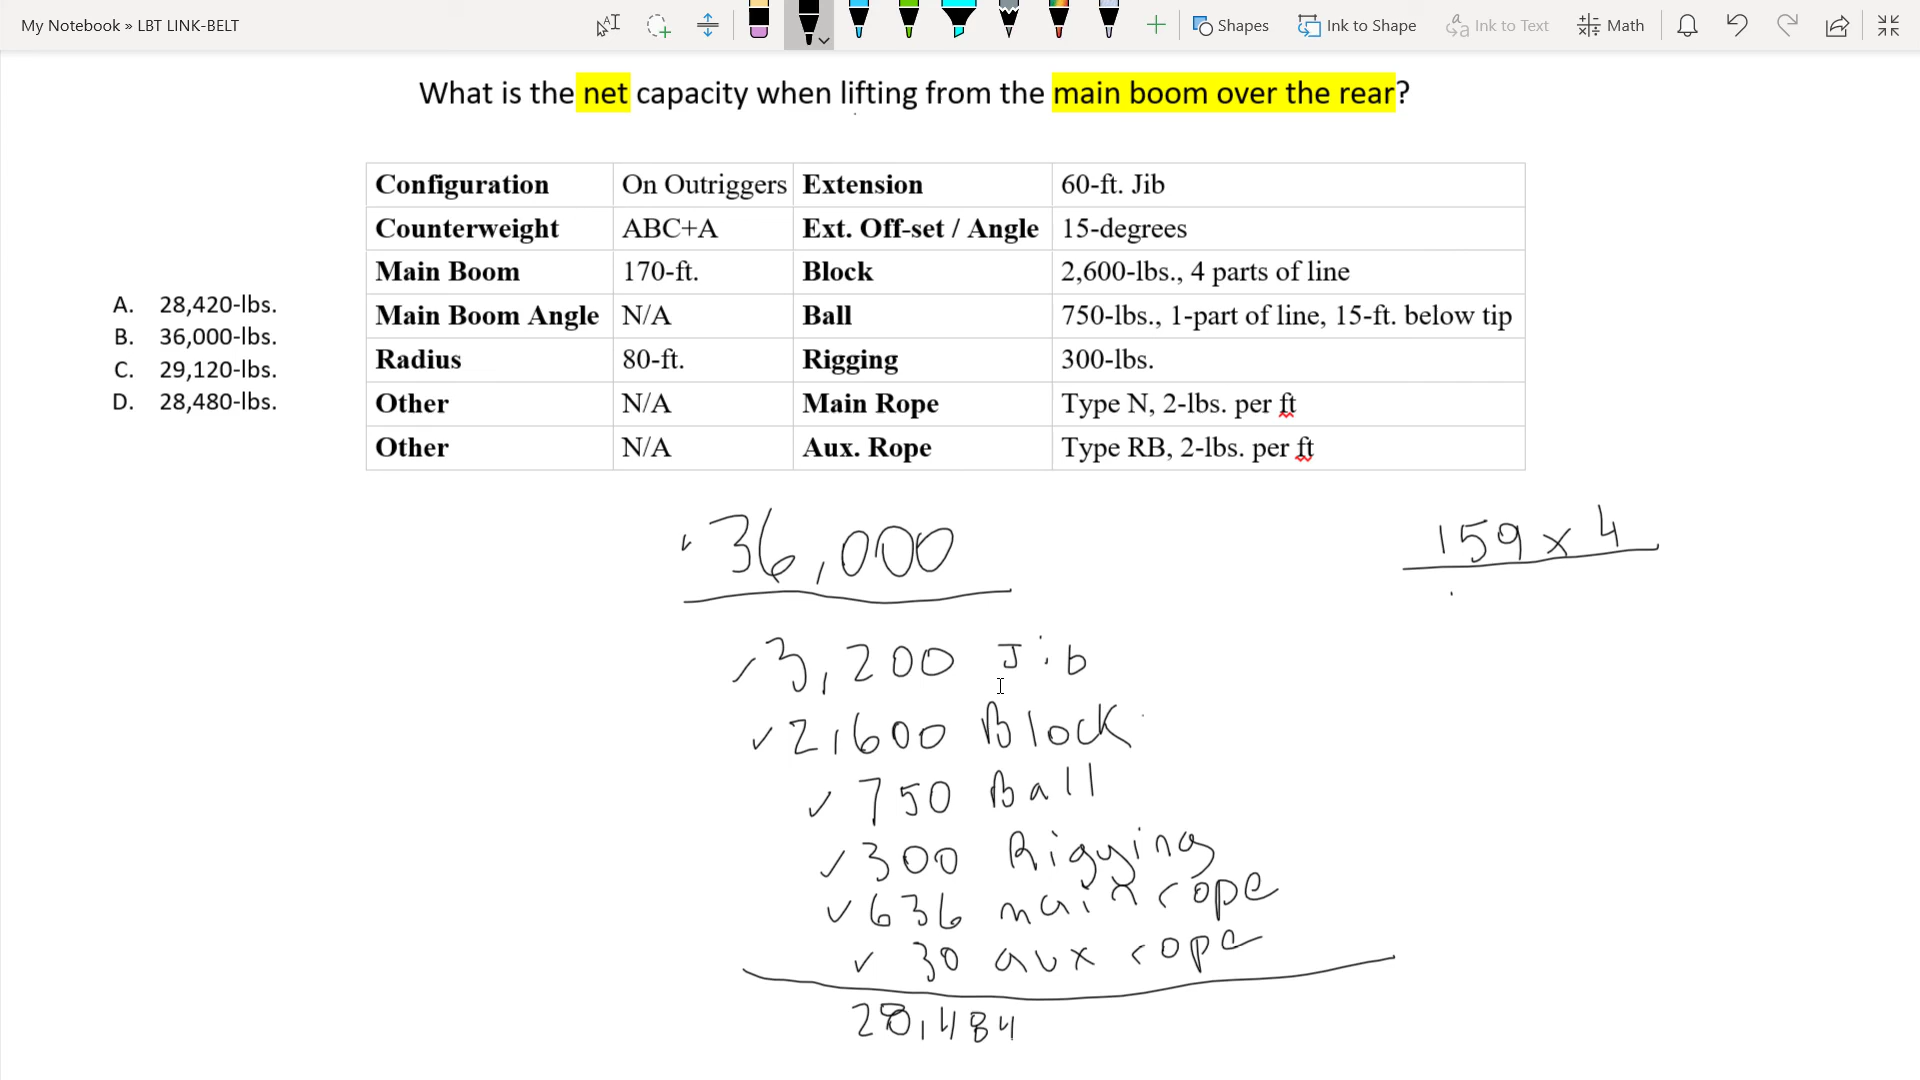 My Notebook » LBT LINK-BELT
Shapes Ink to Shape Ink to Text Math
What is the net capacity when lifting from the main boom over the rear?
Configuration On Outriggers Extension 60-ft. Jib
Counterweight ABC+A Ext. Off-set / Angle 15-degrees
Main Boom 170-ft. Block 2,600-lbs., 4 parts of line
Main Boom Angle N/A Ball 750-lbs., 1-part of line, 15-ft. below tip
Radius 80-ft. Rigging 300-lbs.
Other N/A Main Rope Type N, 2-lbs. per ft
Other N/A Aux. Rope Type RB, 2-lbs. per ft
A. 28,420-lbs.
B. 36,000-lbs.
C. 29,120-lbs.
D. 28,480-lbs.
36,000
159 x 4
3,200 Jib
2,600 Block
750 Ball
300 Rigging
636 main rope
30 aux rope
28,484